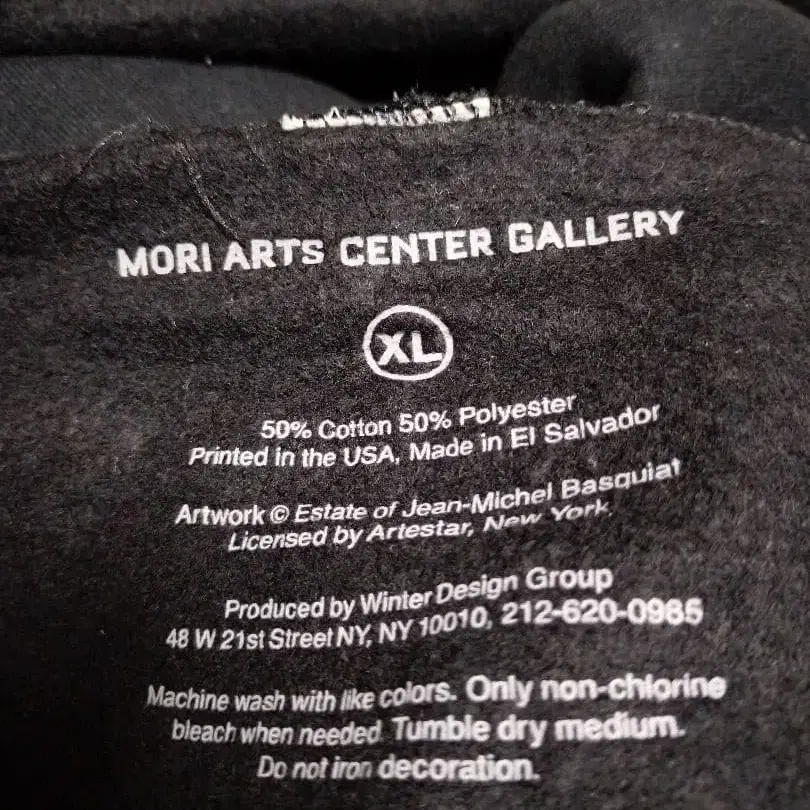 MORI ARTS CENTER GALLERY
XL
50% Cotton 50% Polyester
Printed in the USA, Made in El Salvador
Artwork © Estate of Jean-Michel Basquiat
Licensed by Artestar, New York.
Produced by Winter Design Group
48 W 21st Street NY, NY 10010, 212-620-0985
Machine wash with like colors. Only non-chlorine
bleach when needed. Tumble dry medium.
Do not iron decoration.